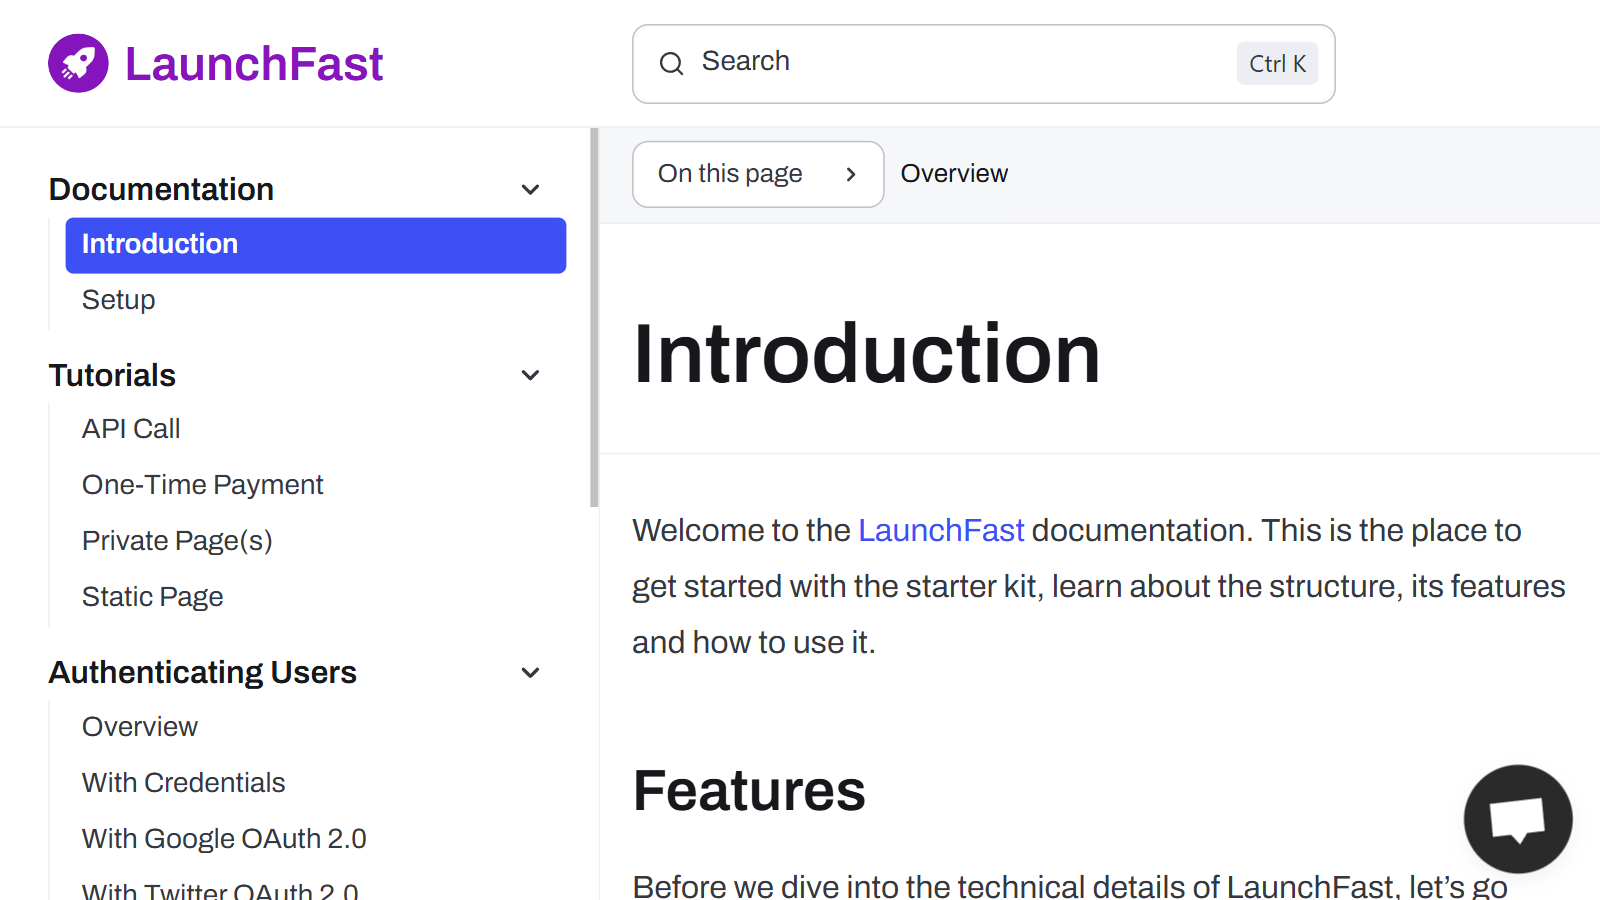 LaunchFast
Search
Ctrl K
Documentation
Introduction
Setup
Tutorials
API Call
One-Time Payment
Private Page(s)
Static Page
Authenticating Users
Overview
With Credentials
With Google OAuth 2.0
With Twitter OAuth 2.0
On this page
Overview
Introduction
Welcome to the LaunchFast documentation. This is the place to
get started with the starter kit, learn about the structure, its features
and how to use it.
Features
Before we dive into the technical details of LaunchFast, let’s go